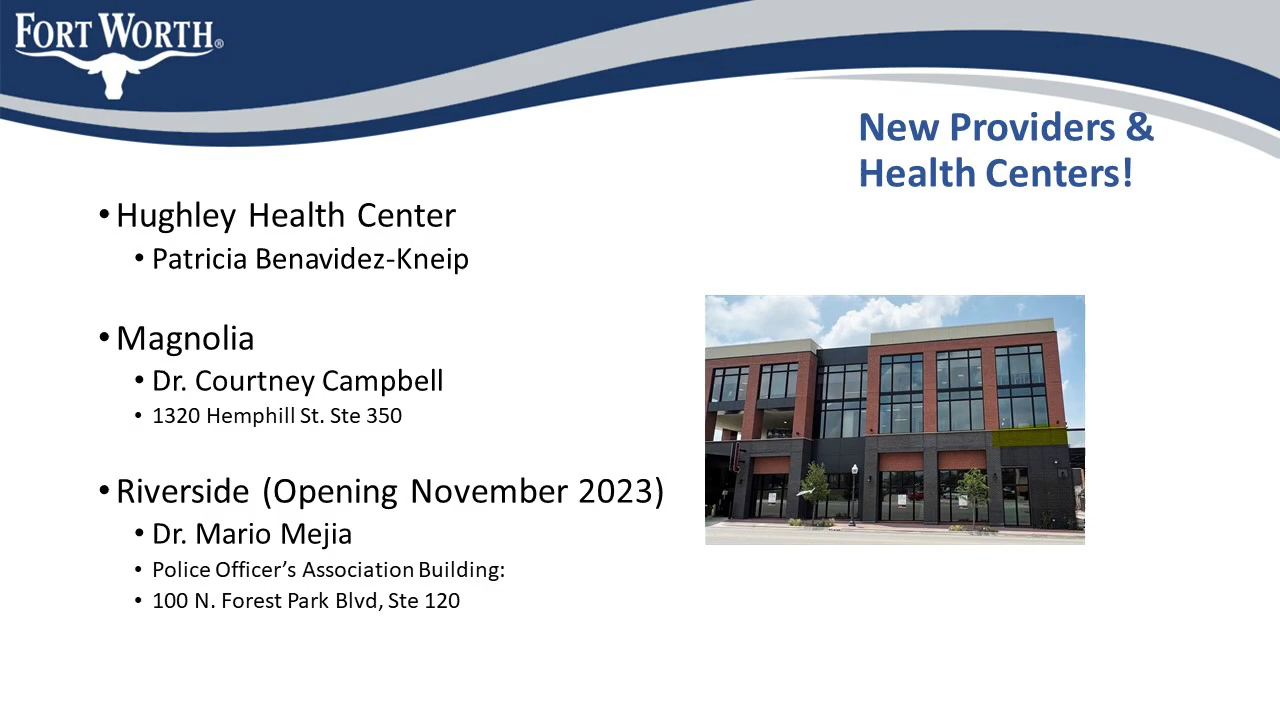 FORT WORTH®
New Providers &
Health Centers!
• Hughley Health Center
• Patricia Benavidez-Kneip
• Magnolia
• Dr. Courtney Campbell
• 1320 Hemphill St. Ste 350
• Riverside (Opening November 2023)
• Dr. Mario Mejia
• Police Officer’s Association Building:
• 100 N. Forest Park Blvd, Ste 120